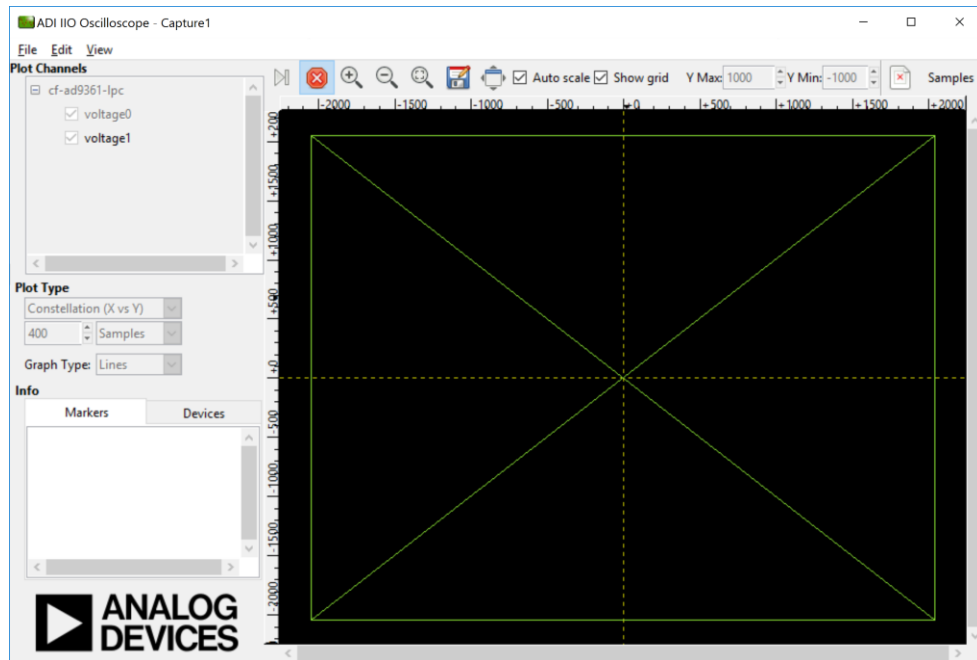 ADI IIO Oscilloscope - Capture1
File Edit View
Plot Channels
cf-ad9361-lpc
voltage0
voltage1
Auto scale Show grid Y Max: 1000 Y Min: -1000 Samples
-2000 -1500 -1000 -500 +0 +500 +1000 +1500 +2000
+200
+1500
+1000
+500
+0
-500
-1000
-1500
-2000
Plot Type
Constellation (X vs Y)
400 Samples
Graph Type: Lines
Info
Markers Devices
ANALOG
DEVICES